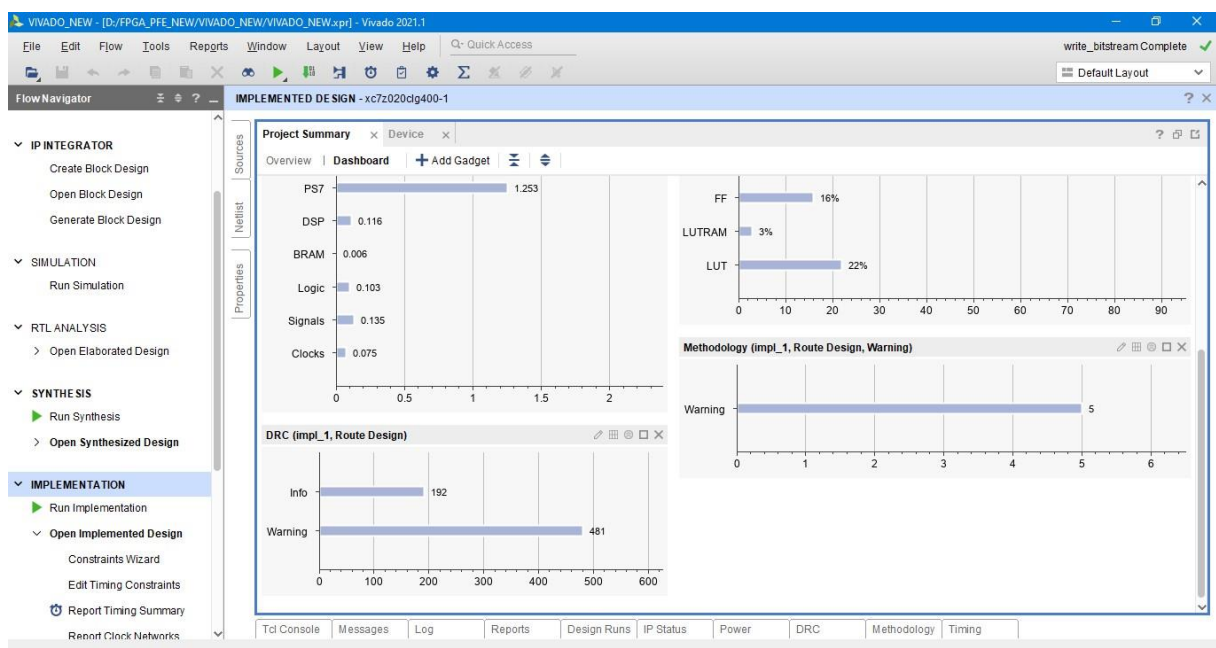 VIVADO_NEW - [D:/FPGA_PFE_NEW/VIVADO_NEW/VIVADO_NEW.xpr] - Vivado 2021.1
File Edit Flow Tools Reports Window Layout View Help Q- Quick Access
write_bitstream Complete
Default Layout
Flow Navigator
IMPLEMENTED DESIGN - xc7z020clg400-1
IP INTEGRATOR
Create Block Design
Open Block Design
Generate Block Design
SIMULATION
Run Simulation
RTL ANALYSIS
Open Elaborated Design
SYNTHESIS
Run Synthesis
Open Synthesized Design
IMPLEMENTATION
Run Implementation
Open Implemented Design
Constraints Wizard
Edit Timing Constraints
Report Timing Summary
Report Clock Networks
Sources
Netlist
Properties
Project Summary Device
Overview | Dashboard Add Gadget
PS7 1.253
DSP 0.116
BRAM 0.006
Logic 0.103
Signals 0.135
Clocks 0.075
0 0.5 1 1.5 2
FF 16%
LUTRAM 3%
LUT 22%
0 10 20 30 40 50 60 70 80 90
DRC (impl_1, Route Design)
Info 192
Warning 481
0 100 200 300 400 500 600
Methodology (impl_1, Route Design, Warning)
Warning 5
0 1 2 3 4 5 6
Tcl Console Messages Log Reports Design Runs IP Status Power DRC Methodology Timing